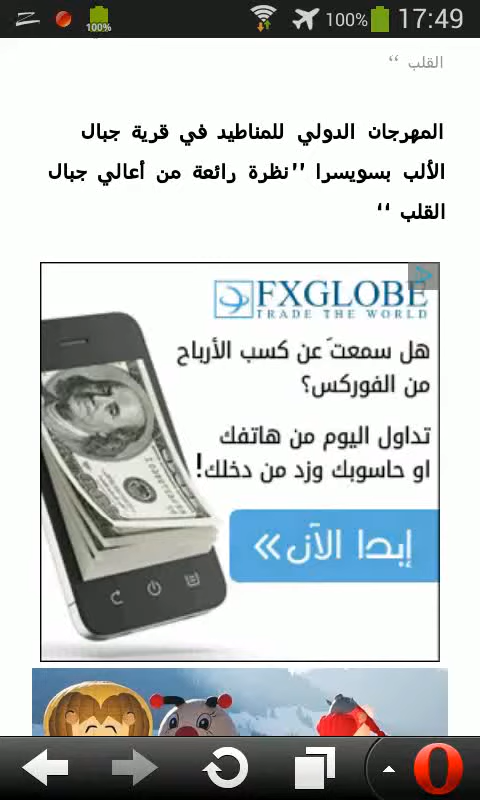 100%
100%
17:49
القلب “
المهرجان الدولي للمناطيد في قرية جبال
الألب بسويسرا ”نظرة رائعة من أعالي جبال
القلب “
FXGLOBE
TRADE THE WORLD
هل سمعتَ عن كسب الأرباح
من الفوركس؟
تداول اليوم من هاتفك
او حاسوبك وزد من دخلك!
إبدا الآن »